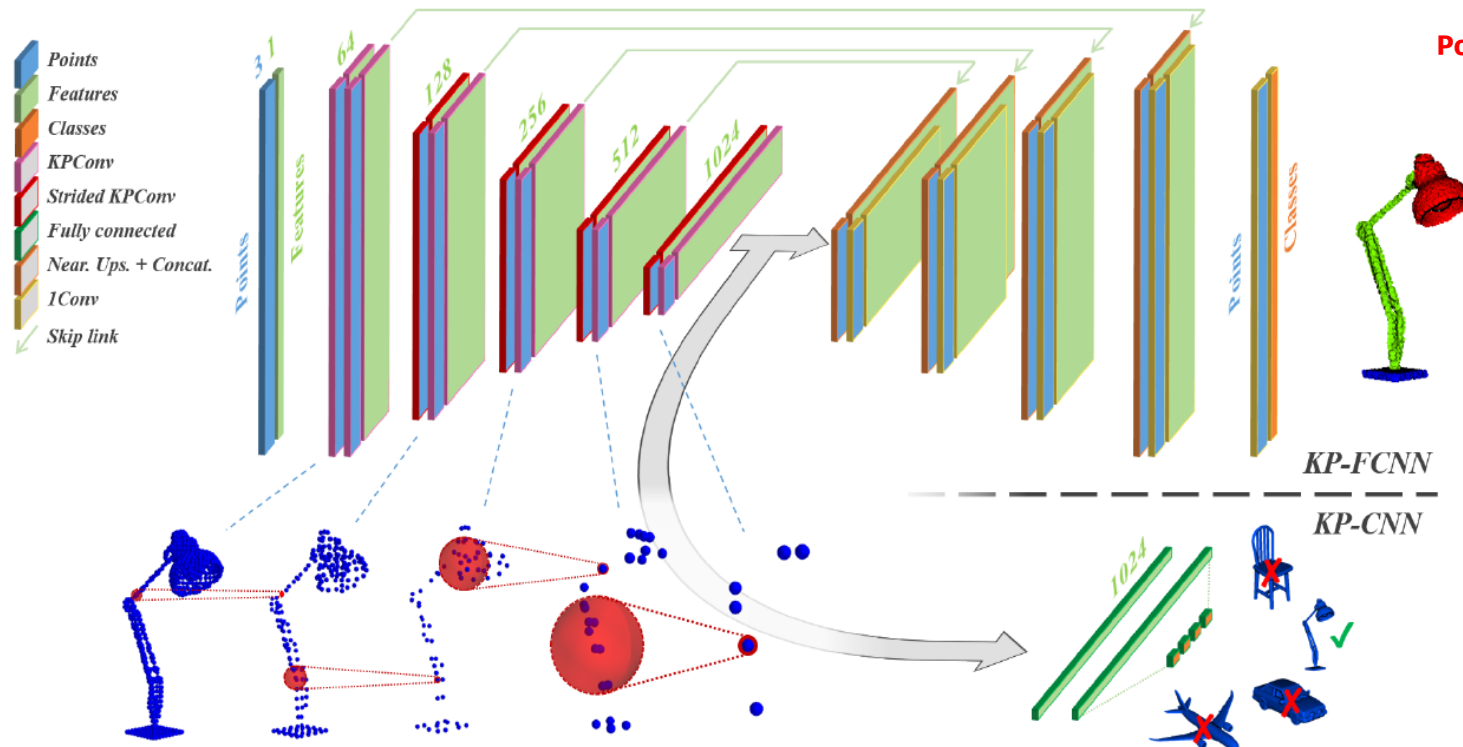 Points
Features
Classes
KPConv
Strided KPConv
Fully connected
Near. Ups. + Concat.
1Conv
Skip link
3 1
64
128
256
512
1024
Points
Features
Points
Classes
Po
KP-FCNN
KP-CNN
1024